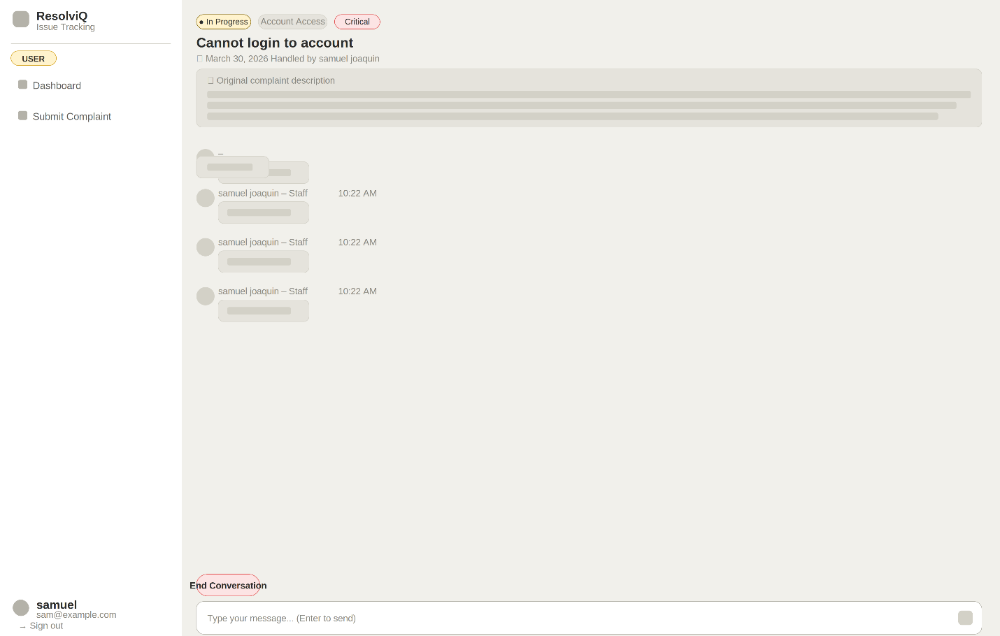 ResolviQ
Issue Tracking
USER
Dashboard
Submit Complaint
samuel
sam@example.com
→ Sign out
● In Progress
Account Access
Critical
Cannot login to account
March 30, 2026 Handled by samuel joaquin
Original complaint description
–
samuel joaquin – Staff 10:22 AM
samuel joaquin – Staff 10:22 AM
samuel joaquin – Staff 10:22 AM
End Conversation
Type your message... (Enter to send)